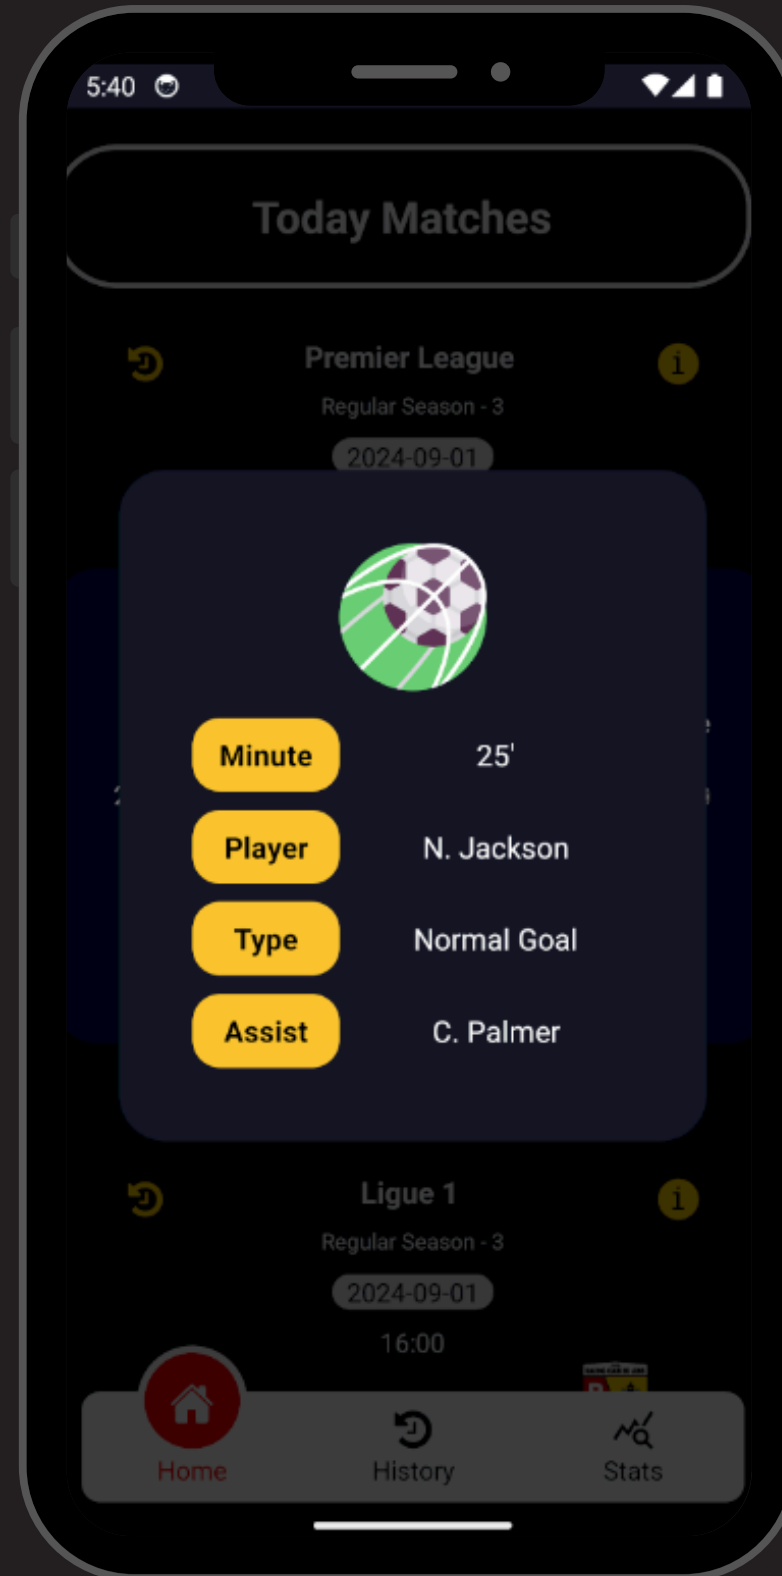 5:40
Today Matches
Premier League
Regular Season - 3
2024-09-01
Minute 25'
Player N. Jackson
Type Normal Goal
Assist C. Palmer
Ligue 1
Regular Season - 3
2024-09-01
16:00
Home History Stats